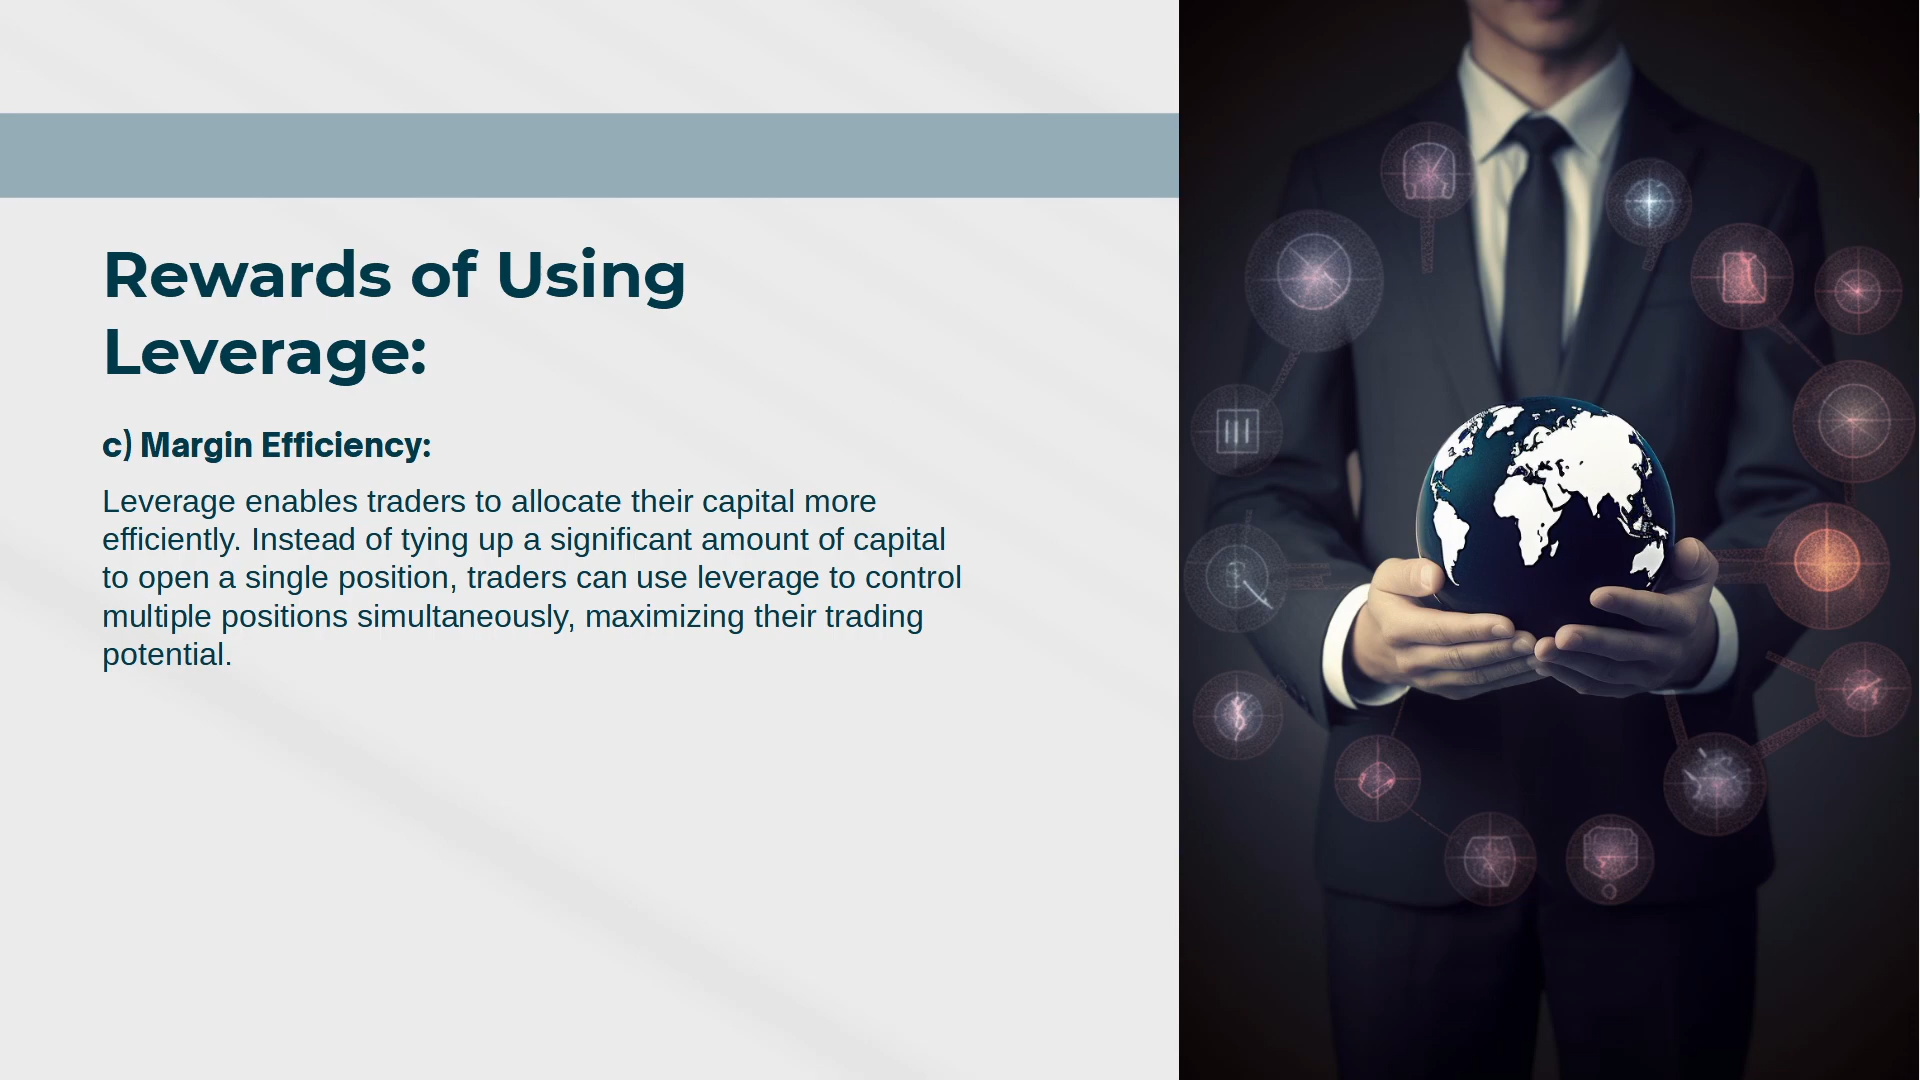 Rewards of Using
Leverage:
c) Margin Efficiency:
Leverage enables traders to allocate their capital more
efficiently. Instead of tying up a significant amount of capital
to open a single position, traders can use leverage to control
multiple positions simultaneously, maximizing their trading
potential.